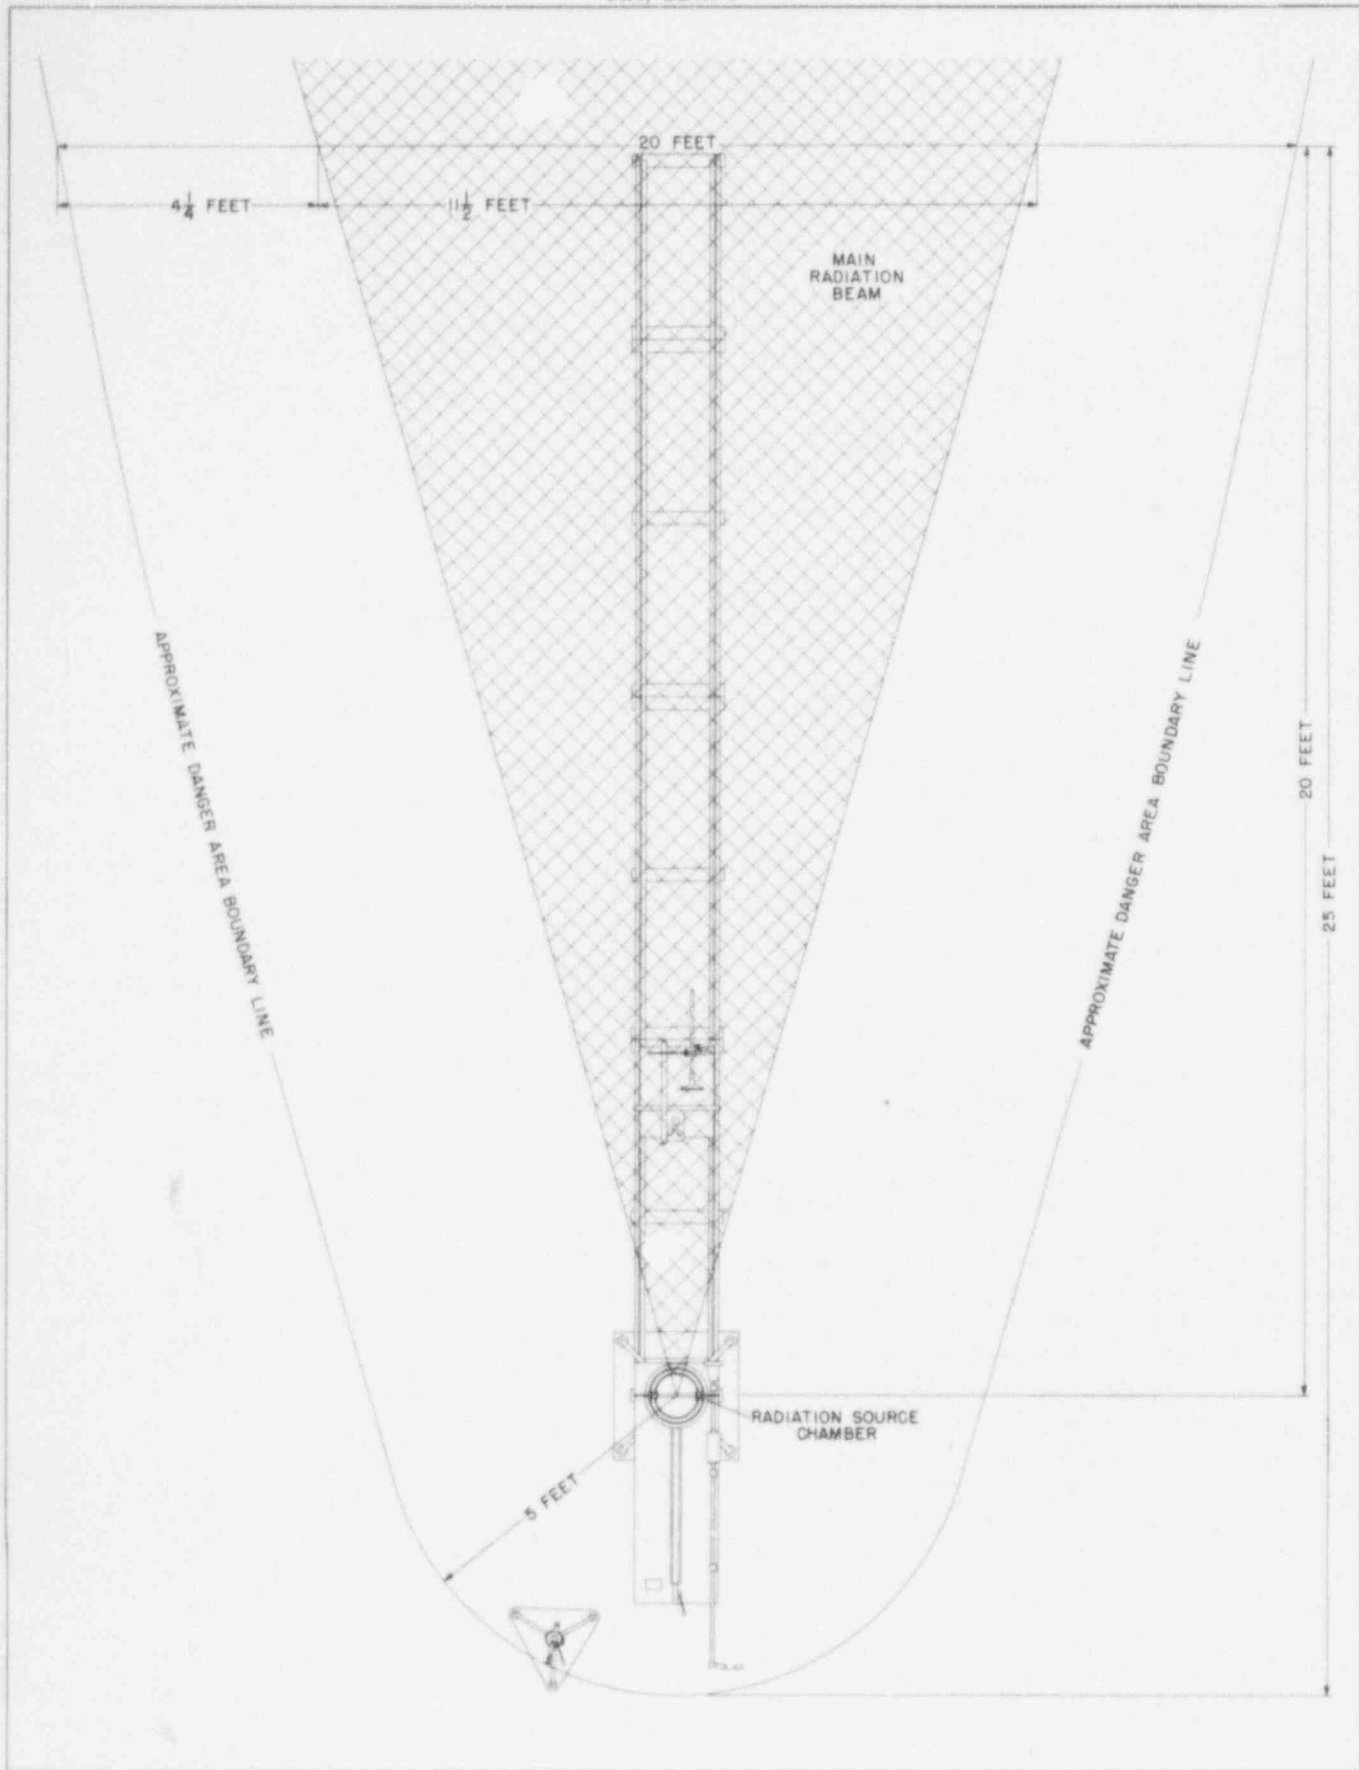 20 FEET
4 1/4 FEET
11 1/2 FEET
MAIN
RADIATION
BEAM
APPROXIMATE DANGER AREA BOUNDARY LINE
APPROXIMATE DANGER AREA BOUNDARY LINE
20 FEET
25 FEET
RADIATION SOURCE
CHAMBER
5 FEET